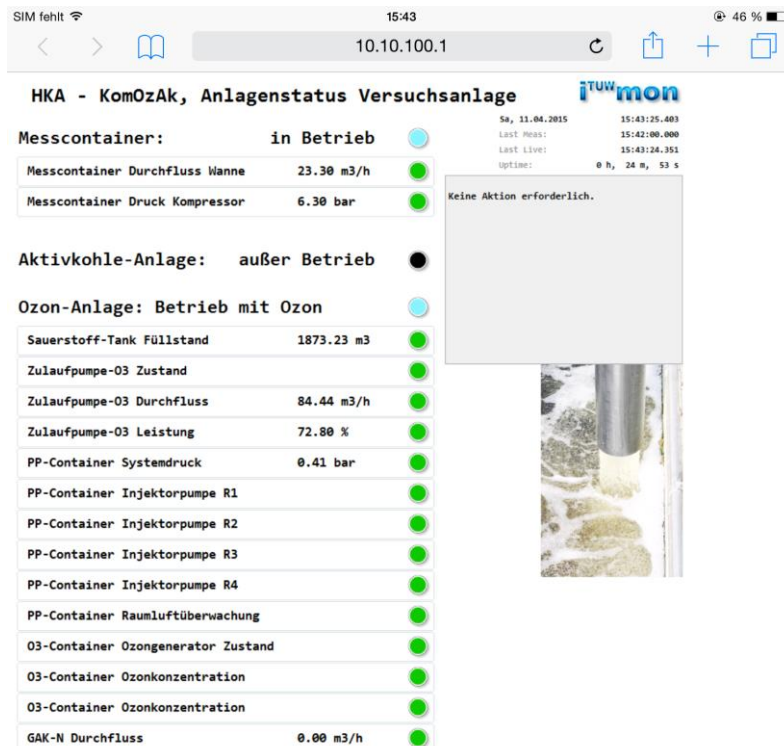 SIM fehlt 15:43 46 %
10.10.100.1
HKA - KomOzAk, Anlagenstatus Versuchsanlage
iTUWmon
Sa, 11.04.2015 15:43:25.403
Last Meas: 15:42:00.000
Last Live: 15:43:24.351
Uptime: 0 h, 24 m, 53 s
Messcontainer: in Betrieb
Messcontainer Durchfluss Wanne 23.30 m3/h
Messcontainer Druck Kompressor 6.30 bar
Keine Aktion erforderlich.
Aktivkohle-Anlage: außer Betrieb
Ozon-Anlage: Betrieb mit Ozon
Sauerstoff-Tank Füllstand 1873.23 m3
Zulaufpumpe-O3 Zustand
Zulaufpumpe-O3 Durchfluss 84.44 m3/h
Zulaufpumpe-O3 Leistung 72.80 %
PP-Container Systemdruck 0.41 bar
PP-Container Injektorpumpe R1
PP-Container Injektorpumpe R2
PP-Container Injektorpumpe R3
PP-Container Injektorpumpe R4
PP-Container Raumluftüberwachung
O3-Container Ozongenerator Zustand
O3-Container Ozonkonzentration
O3-Container Ozonkonzentration
GAK-N Durchfluss 0.00 m3/h